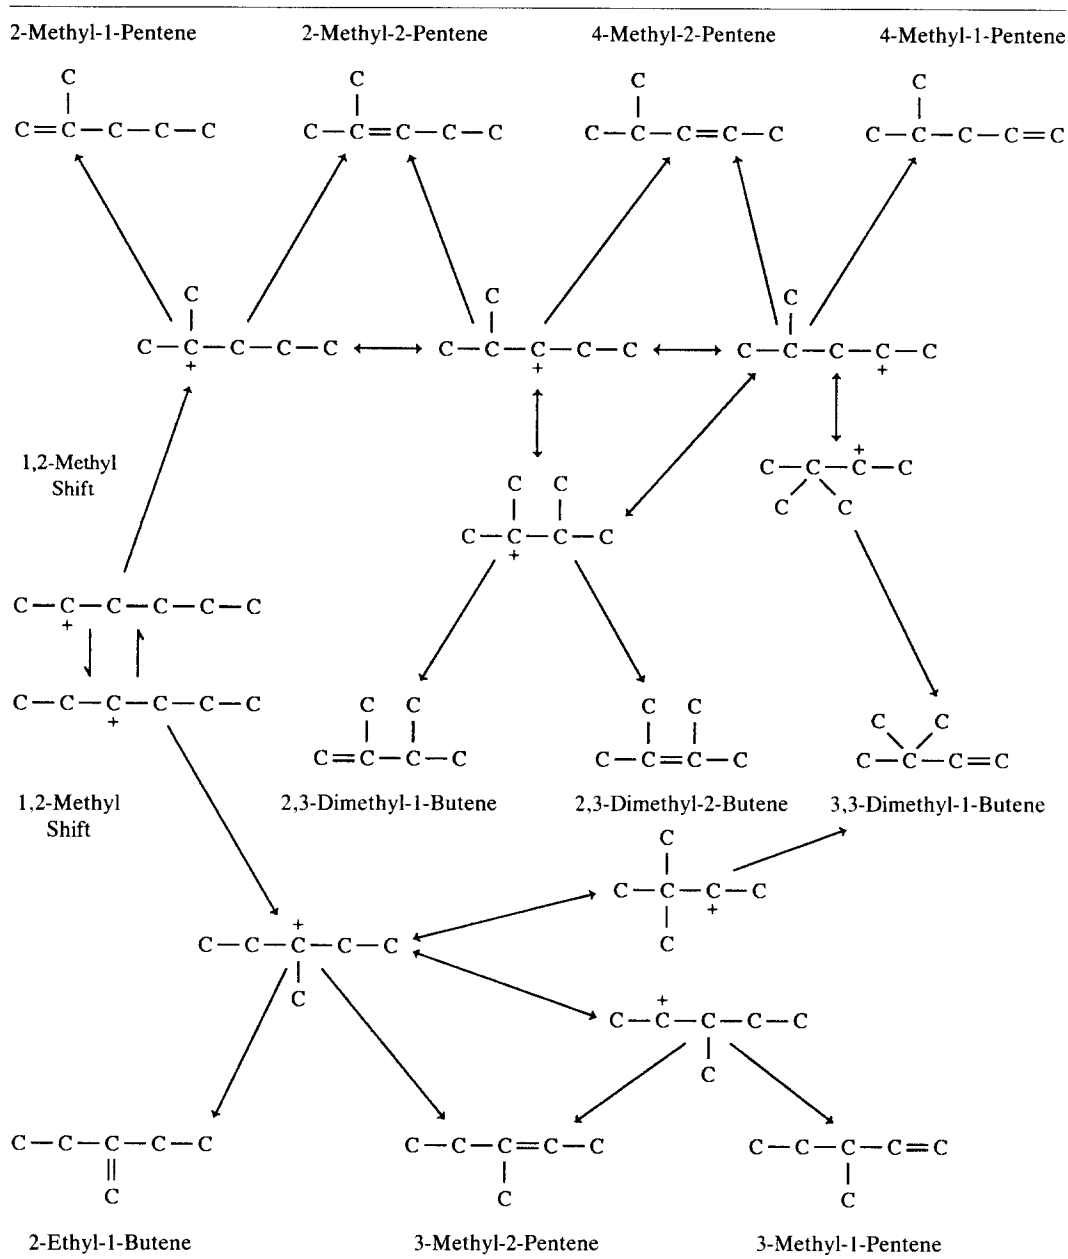 2-Methyl-1-Pentene 2-Methyl-2-Pentene 4-Methyl-2-Pentene 4-Methyl-1-Pentene
C C C C
C=C—C—C—C C—C=C—C—C C—C—C=C—C C—C—C—C=C
C C C
C—C—C—C—C C—C—C—C—C C—C—C—C—C
+ + +
1,2-Methyl
Shift
+
C—C—C—C
C C
C C
C—C—C—C
+
C—C—C—C—C—C
+
C—C—C—C—C—C
+
C C C C C C
C=C—C—C C—C=C—C C—C—C=C
2,3-Dimethyl-1-Butene 2,3-Dimethyl-2-Butene 3,3-Dimethyl-1-Butene
1,2-Methyl
Shift
C
C—C—C—C
+
C
+
C—C—C—C—C
C
+
C—C—C—C—C
C
C—C—C—C—C C—C—C=C—C C—C—C—C=C
C C C
2-Ethyl-1-Butene 3-Methyl-2-Pentene 3-Methyl-1-Pentene